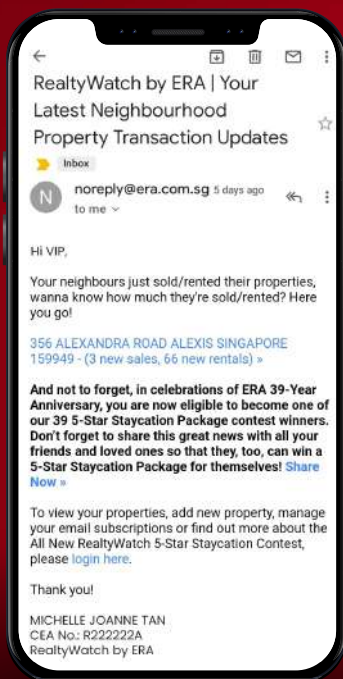 RealtyWatch by ERA | Your
Latest Neighbourhood
Property Transaction Updates
Inbox
N
noreply@era.com.sg 5 days ago
to me
Hi VIP,
Your neighbours just sold/rented their properties,
wanna know how much they're sold/rented? Here
you go!
356 ALEXANDRA ROAD ALEXIS SINGAPORE
159949 - (3 new sales, 66 new rentals) »
And not to forget, in celebrations of ERA 39-Year
Anniversary, you are now eligible to become one of
our 39 5-Star Staycation Package contest winners.
Don't forget to share this great news with all your
friends and loved ones so that they, too, can win a
5-Star Staycation Package for themselves! Share
Now »
To view your properties, add new property, manage
your email subscriptions or find out more about the
All New RealtyWatch 5-Star Staycation Contest,
please login here.
Thank you!
MICHELLE JOANNE TAN
CEA No.: R222222A
RealtyWatch by ERA